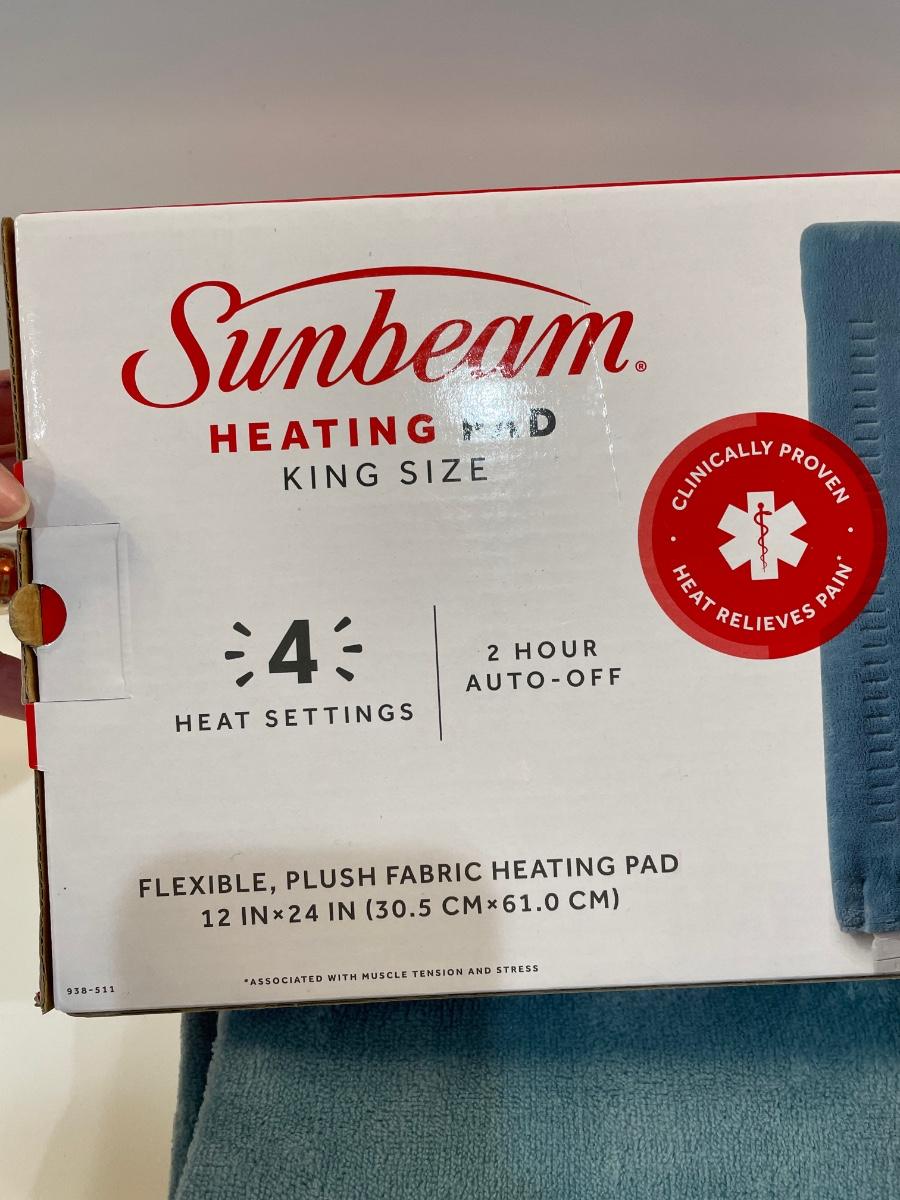 Sunbeam®
HEATING PAD
KING SIZE
CLINICALLY PROVEN
HEAT RELIEVES PAIN*
4
HEAT SETTINGS
2 HOUR
AUTO-OFF
FLEXIBLE, PLUSH FABRIC HEATING PAD
12 IN×24 IN (30.5 CM×61.0 CM)
*ASSOCIATED WITH MUSCLE TENSION AND STRESS
938-511